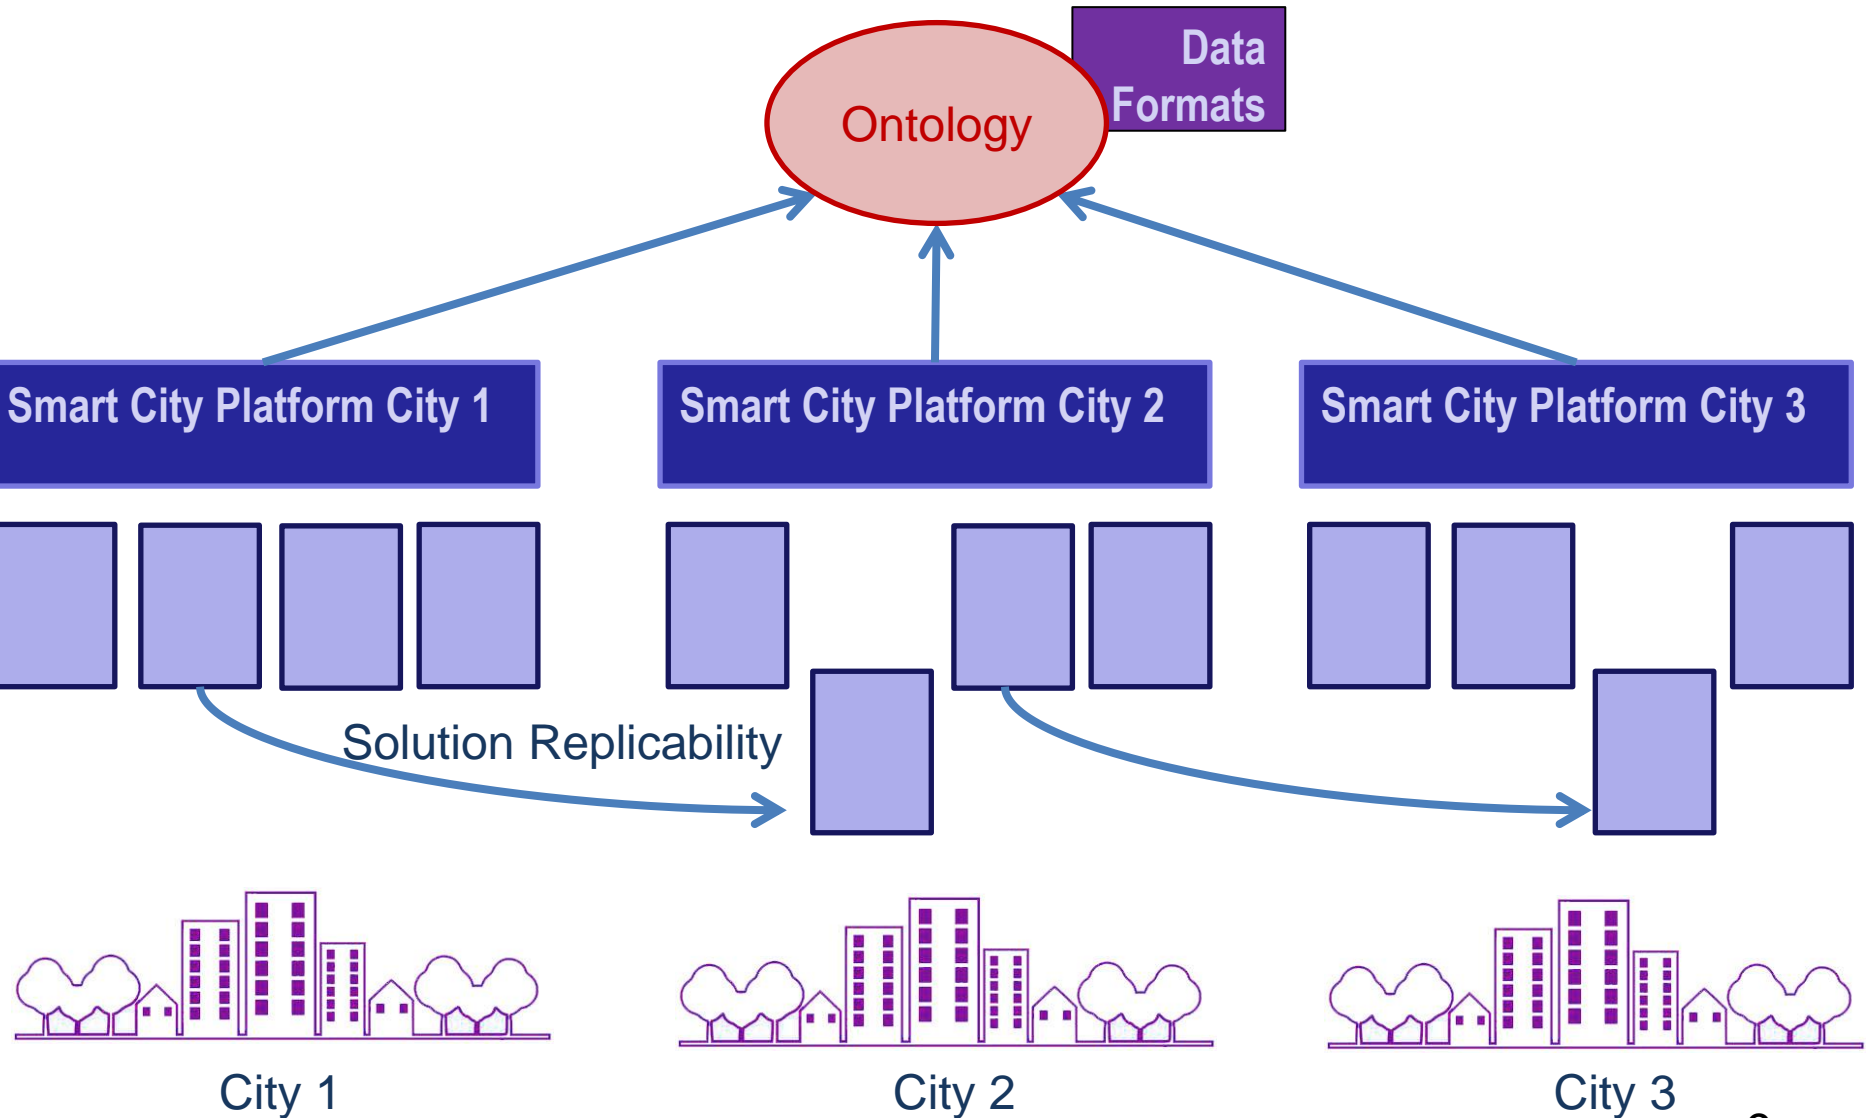 Data
Formats
Ontology
Smart City Platform City 1
Smart City Platform City 2
Smart City Platform City 3
Solution Replicability
City 1
City 2
City 3